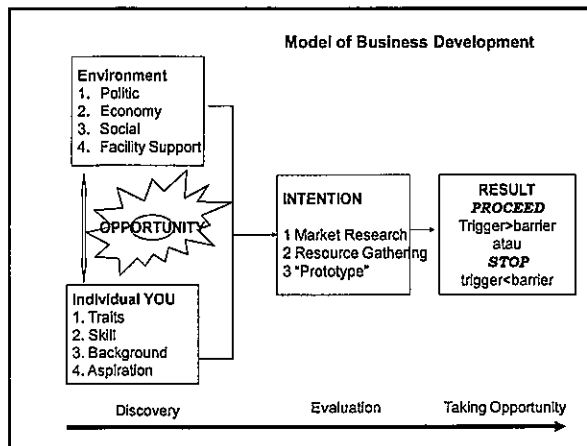 Model of Business Development
Environment
1. Politic
2. Economy
3. Social
4. Facility Support
OPPORTUNITY
Individual YOU
1. Traits
2. Skill
3. Background
4. Aspiration
INTENTION
1 Market Research
2 Resource Gathering
3 "Prototype"
RESULT
PROCEED
Trigger>barrier
atau
STOP
trigger<barrier
Discovery
Evaluation
Taking Opportunity